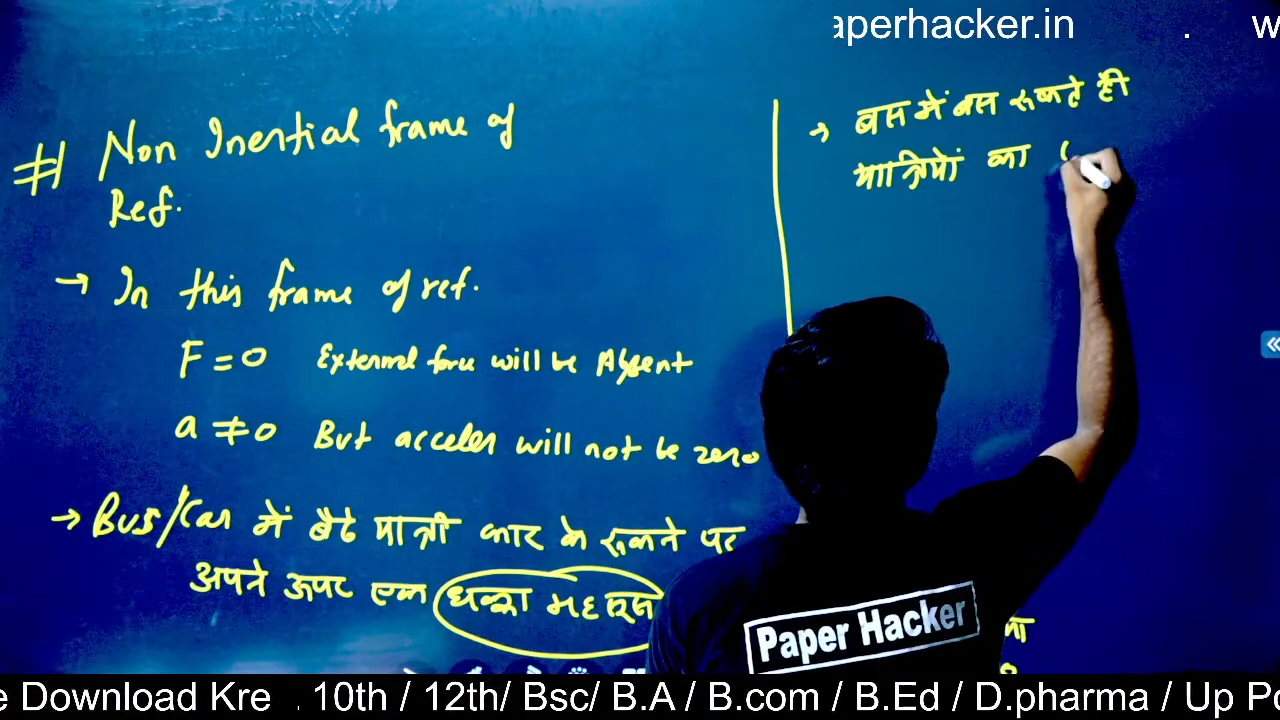 aperhacker.in . w
# Non Inertial frame of
Ref.
→ In this frame of ref.
F = 0 External force will be Absent
a ≠ 0 But acceler will not be zero
→ Bus/Car में बैठे यात्री कार के रूकने पर
अपने ऊपर एक धक्का महसूस
→ बस में बस रूकते ही
यात्रियों का
Paper Hacker
e Download Kre . 10th / 12th/ Bsc/ B.A / B.com / B.Ed / D.pharma / Up Po